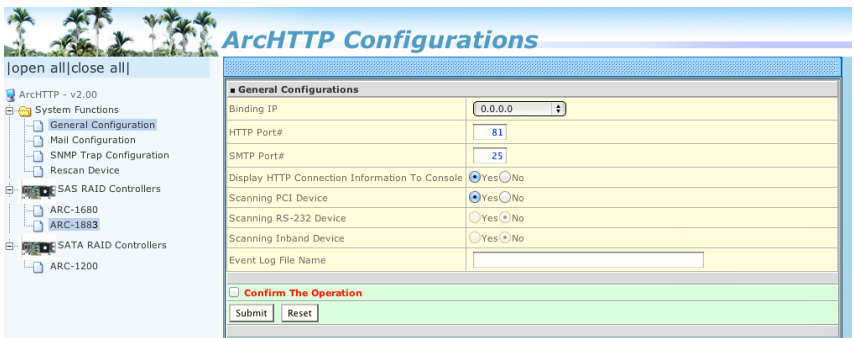 ArcHTTP Configurations
|open all|close all|
ArcHTTP - v2.00
System Functions
General Configuration
Mail Configuration
SNMP Trap Configuration
Rescan Device
SAS RAID Controllers
ARC-1680
ARC-1883
SATA RAID Controllers
ARC-1200
General Configurations
Binding IP 0.0.0.0
HTTP Port# 81
SMTP Port# 25
Display HTTP Connection Information To Console Yes No
Scanning PCI Device Yes No
Scanning RS-232 Device Yes No
Scanning Inband Device Yes No
Event Log File Name
Confirm The Operation
Submit Reset